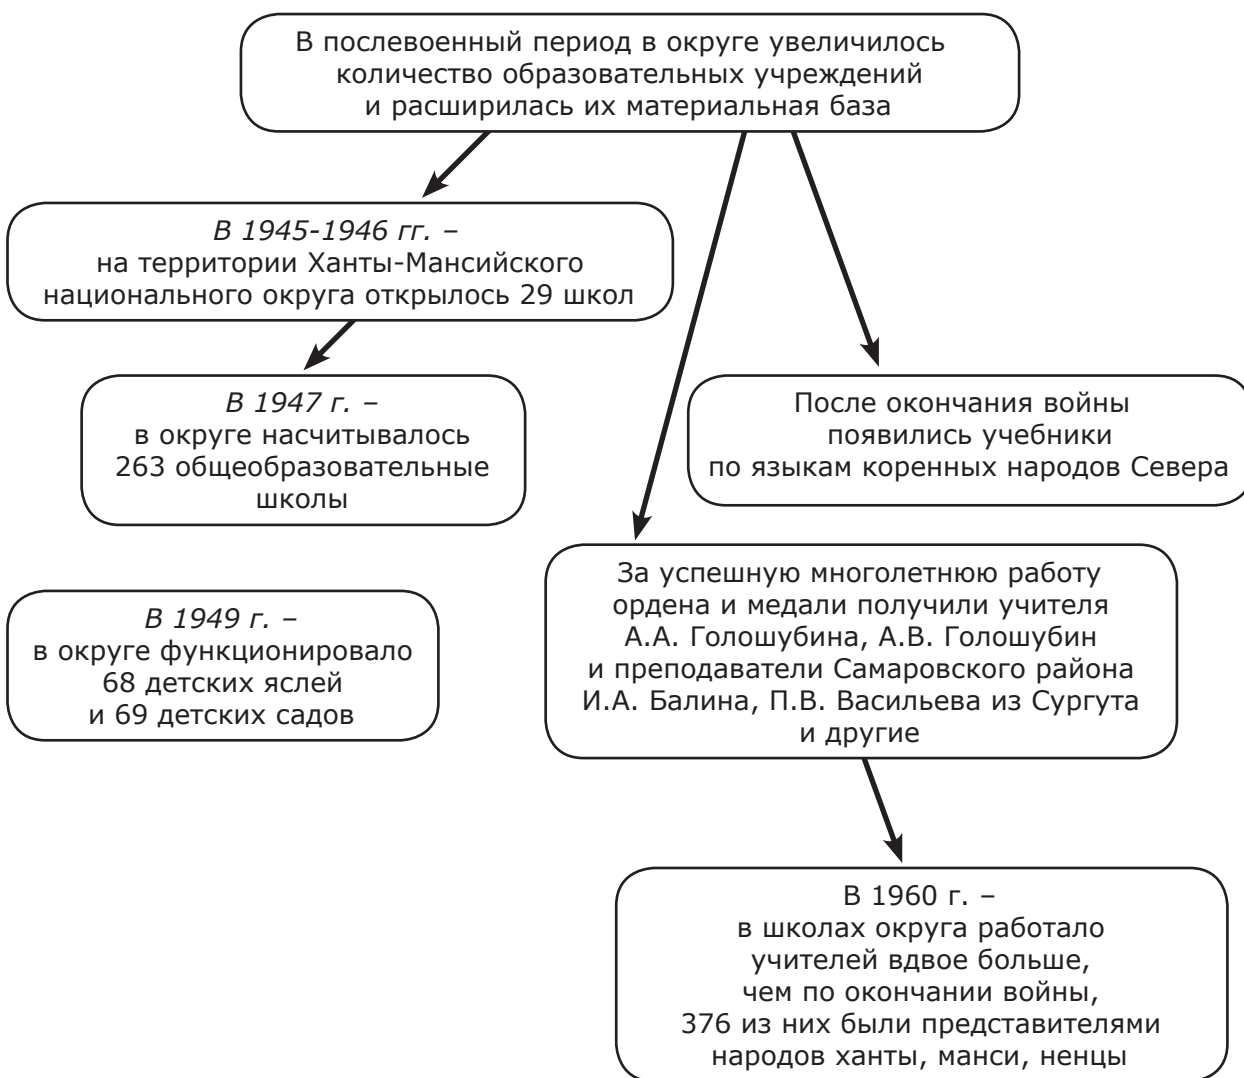 В послевоенный период в округе увеличилось
количество образовательных учреждений
и расширилась их материальная база
В 1945-1946 гг. –
на территории Ханты-Мансийского
национального округа открылось 29 школ
В 1947 г. –
в округе насчитывалось
263 общеобразовательные
школы
После окончания войны
появились учебники
по языкам коренных народов Севера
В 1949 г. –
в округе функционировало
68 детских яслей
и 69 детских садов
За успешную многолетнюю работу
ордена и медали получили учителя
А.А. Голошубина, А.В. Голошубин
и преподаватели Самаровского района
И.А. Балина, П.В. Васильева из Сургута
и другие
В 1960 г. –
в школах округа работало
учителей вдвое больше,
чем по окончании войны,
376 из них были представителями
народов ханты, манси, ненцы